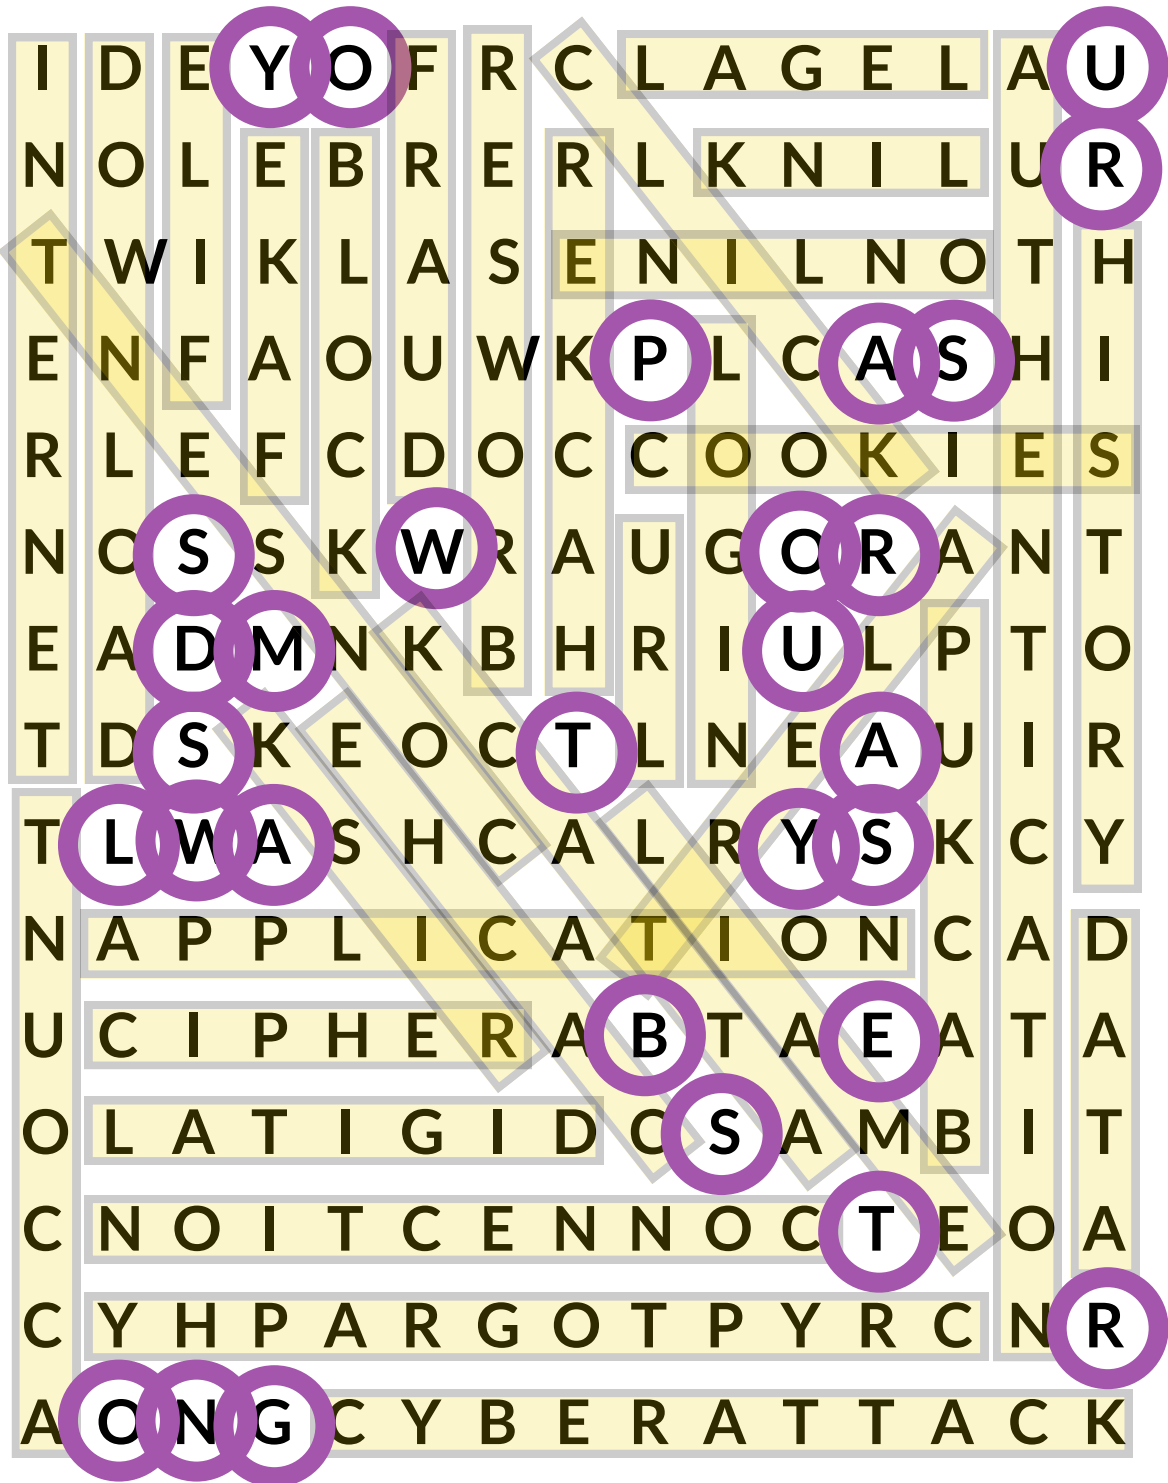 I D E Y O F R C L A G E L A U
N O L E B R E R L K N I L U R
T W I K L A S E N I L N O T H
E N F A O U W K P L C A S H I
R L E F C D O C C O O K I E S
N O S S K W R A U G O R A N T
E A D M N K B H R I U L P T O
T D S K E O C T L N E A U I R
T L W A S H C A L R Y S K C Y
N A P P L I C A T I O N C A D
U C I P H E R A B T A E A T A
O L A T I G I D C S A M B I T
C N O I T C E N N O C T E O A
C Y H P A R G O T P Y R C N R
A O N G C Y B E R A T T A C K